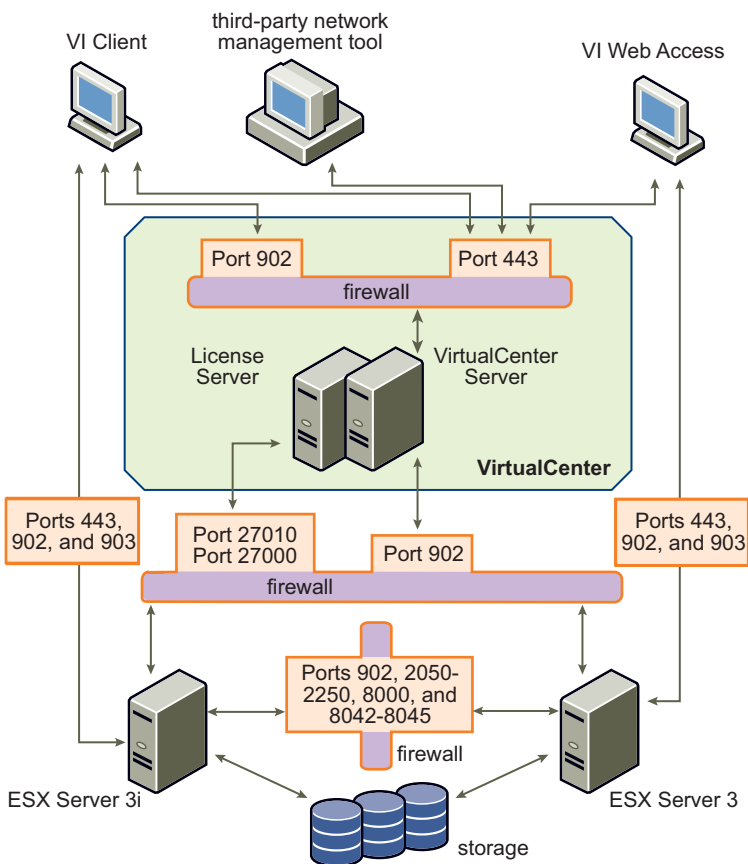 third-party network
management tool
VI Client
VI Web Access
Port 902
Port 443
firewall
License
Server
VirtualCenter
Server
VirtualCenter
Ports 443,
902, and 903
Port 27010
Port 27000
Port 902
Ports 443,
902, and 903
firewall
Ports 902, 2050-
2250, 8000, and
8042-8045
firewall
ESX Server 3i
ESX Server 3
storage